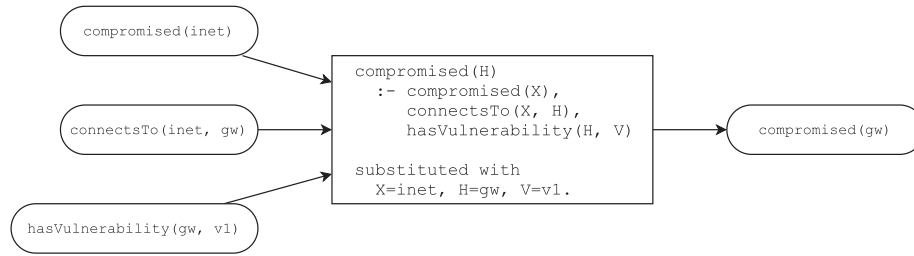 compromised(inet)
connectsTo(inet, gw)
hasVulnerability(gw, v1)
compromised(H)
:- compromised(X),
connectsTo(X, H),
hasVulnerability(H, V)
substituted with
X=inet, H=gw, V=v1.
compromised(gw)